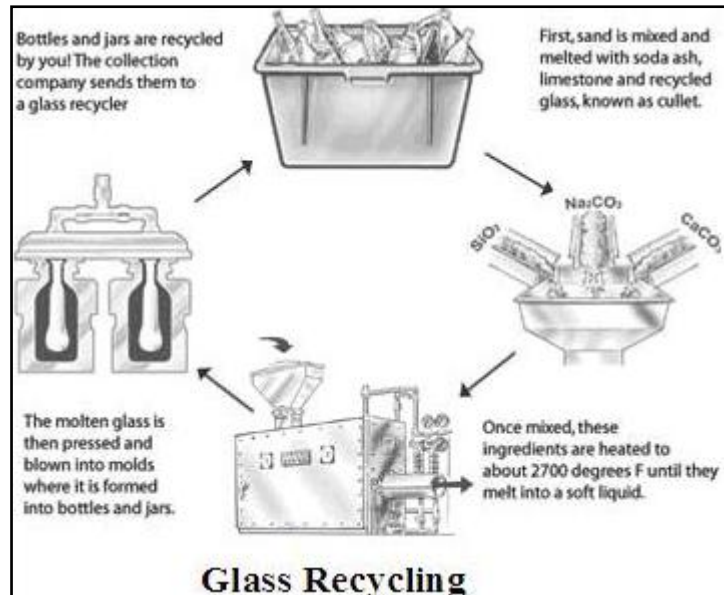 Bottles and jars are recycled
by you! The collection
company sends them to
a glass recycler
First, sand is mixed and
melted with soda ash,
limestone and recycled
glass, known as cullet.
SiO₂
Na₂CO₃
CaCO₃
Once mixed, these
ingredients are heated to
about 2700 degrees F until they
melt into a soft liquid.
The molten glass is
then pressed and
blown into molds
where it is formed
into bottles and jars.
Glass Recycling